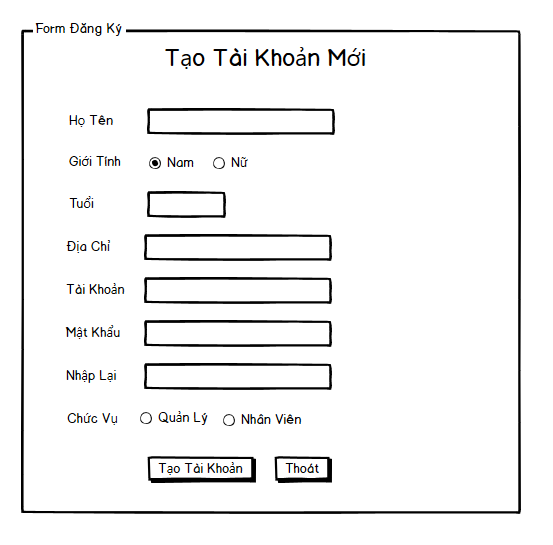 Form Đăng Ký
Tạo Tài Khoản Mới
Họ Tên
Giới Tính Nam Nữ
Tuổi
Địa Chỉ
Tài Khoản
Mật Khẩu
Nhập Lại
Chức Vụ Quản Lý Nhân Viên
Tạo Tài Khoản Thoát